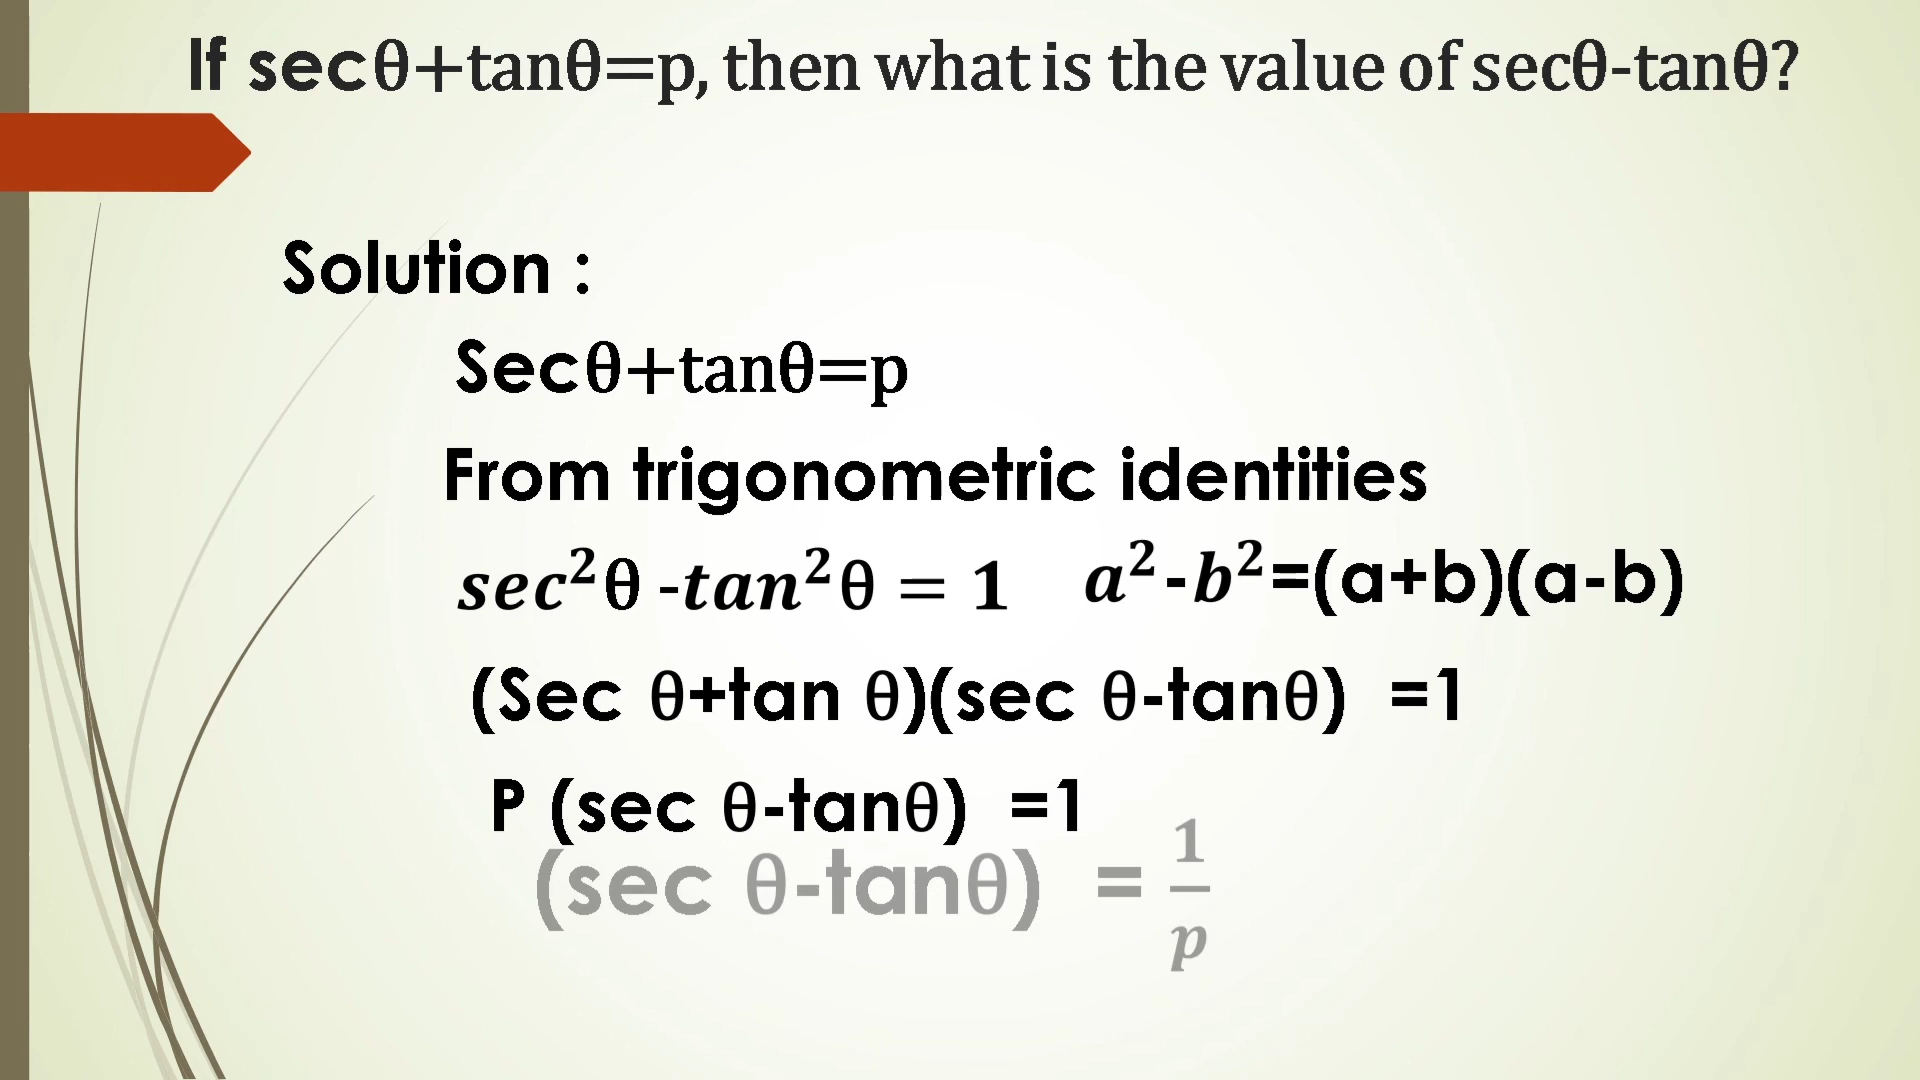 If secθ+tanθ=p, then what is the value of secθ-tanθ?
Solution :
Secθ+tanθ=p
From trigonometric identities
sec²θ -tan²θ = 1 a²-b²=(a+b)(a-b)
(Sec θ+tan θ)(sec θ-tanθ) =1
P (sec θ-tanθ) =1
(sec θ-tanθ) = 1/p